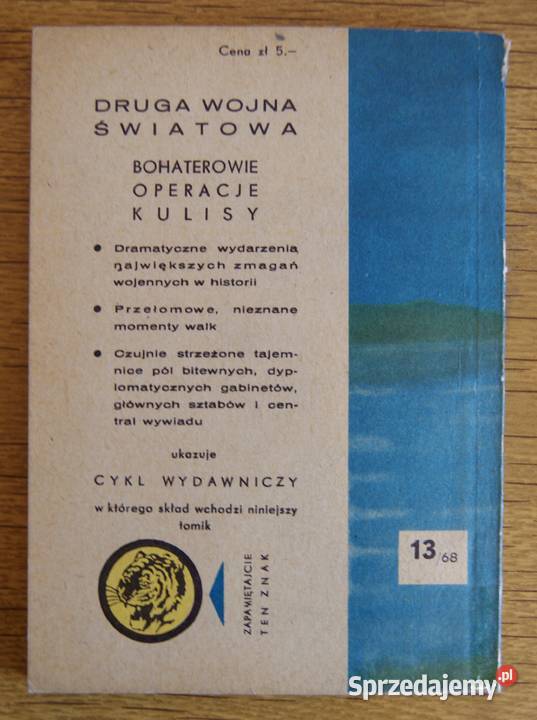 Cena zł 5.–
DRUGA WOJNA
ŚWIATOWA
BOHATEROWIE
OPERACJE
KULISY
● Dramatyczne wydarzenia
największych zmagań
wojennych w historii
● Przełomowe, nieznane
momenty walk
● Czujnie strzeżone tajem-
nice pól bitewnych, dyp-
lomatycznych gabinetów,
głównych sztabów i cen-
tral wywiadu
ukazuje
CYKL WYDAWNICZY
w którego skład wchodzi niniejszy
tomik
ZAPAMIĘTAJCIE
TEN ZNAK
13/68
Sprzedajemy.pl